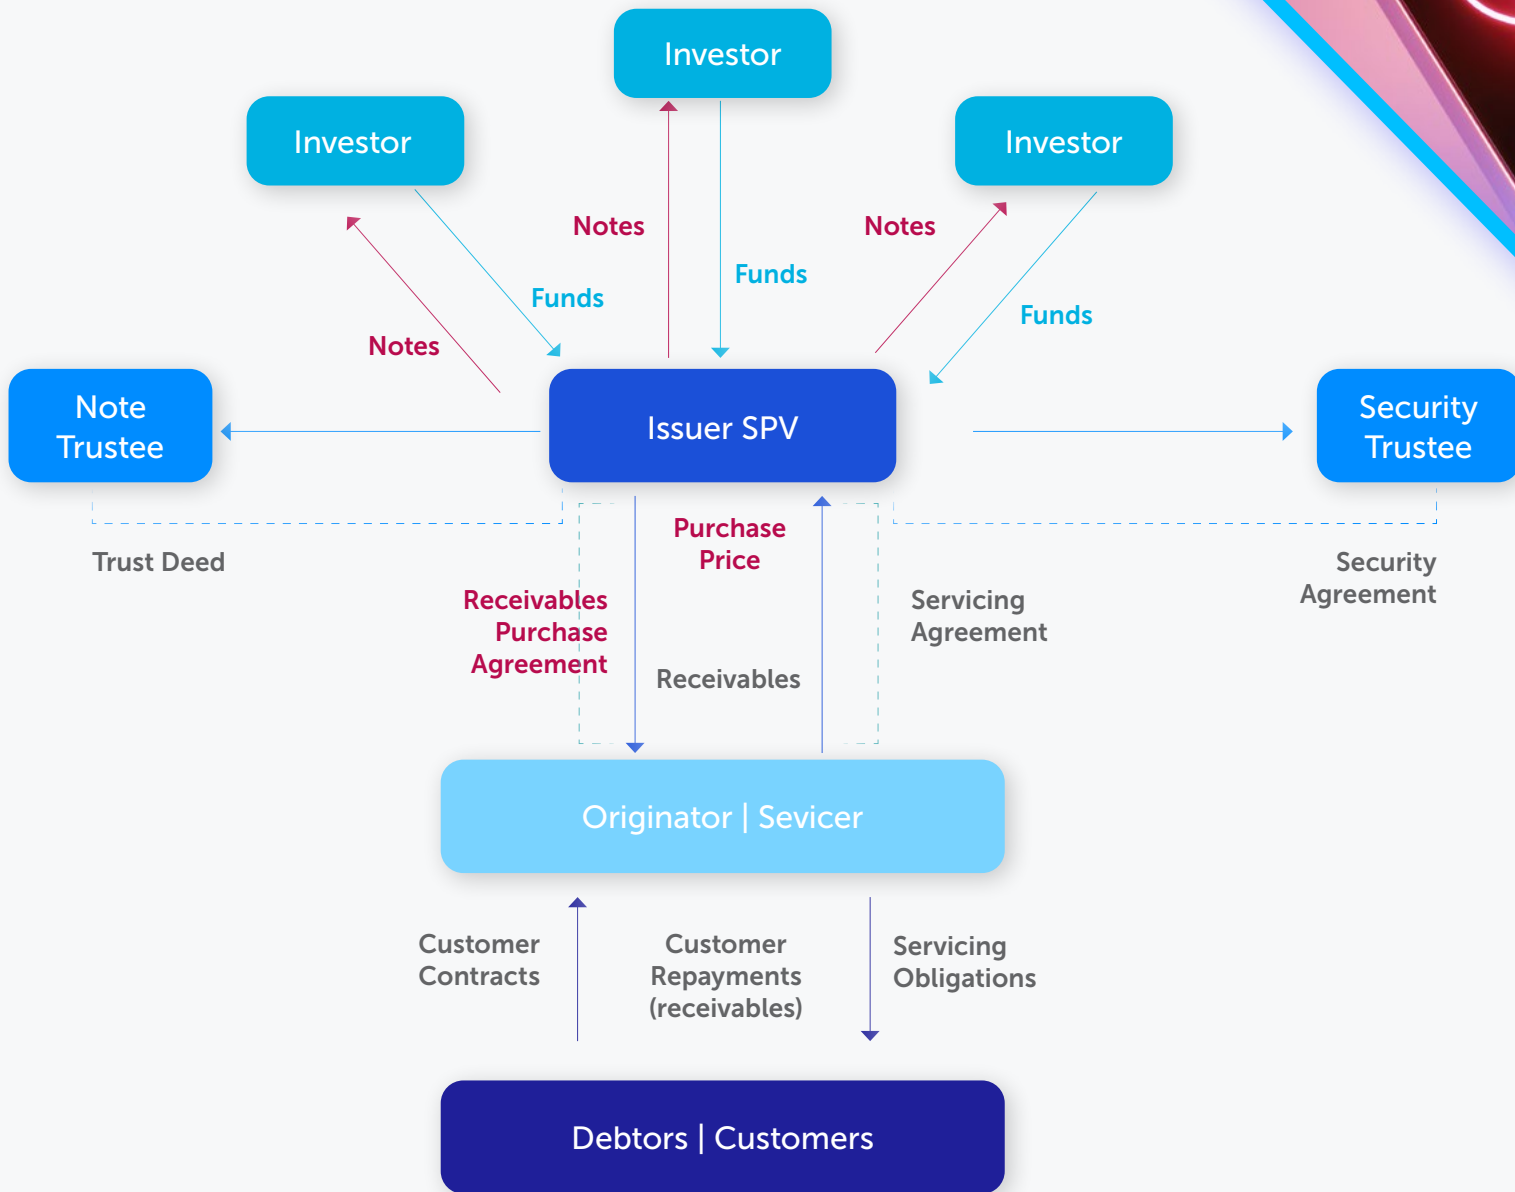 Investor
Investor
Investor
Notes
Notes
Funds
Funds
Funds
Notes
Note
Trustee
Issuer SPV
Security
Trustee
Trust Deed
Purchase
Price
Security
Agreement
Receivables
Purchase
Agreement
Servicing
Agreement
Receivables
Originator | Sevicer
Customer
Contracts
Customer
Repayments
(receivables)
Servicing
Obligations
Debtors | Customers